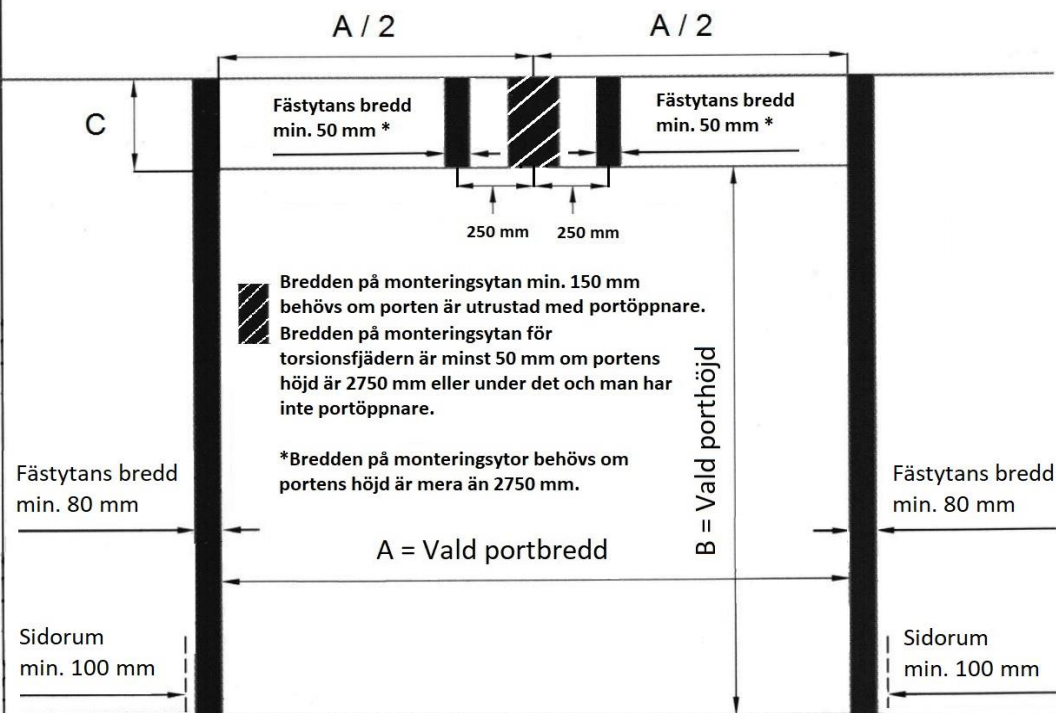 A / 2
A / 2
C
Fästytans bredd
min. 50 mm *
Fästytans bredd
min. 50 mm *
250 mm
250 mm
Bredden på monteringsytan min. 150 mm
behövs om porten är utrustad med portöppnare.
Bredden på monteringsytan för
torsionsfjädern är minst 50 mm om portens
höjd är 2750 mm eller under det och man har
inte portöppnare.
*Bredden på monteringsytor behövs om
portens höjd är mera än 2750 mm.
B = Vald porthöjd
Fästytans bredd
min. 80 mm
Fästytans bredd
min. 80 mm
A = Vald portbredd
Sidorum
min. 100 mm
Sidorum
min. 100 mm